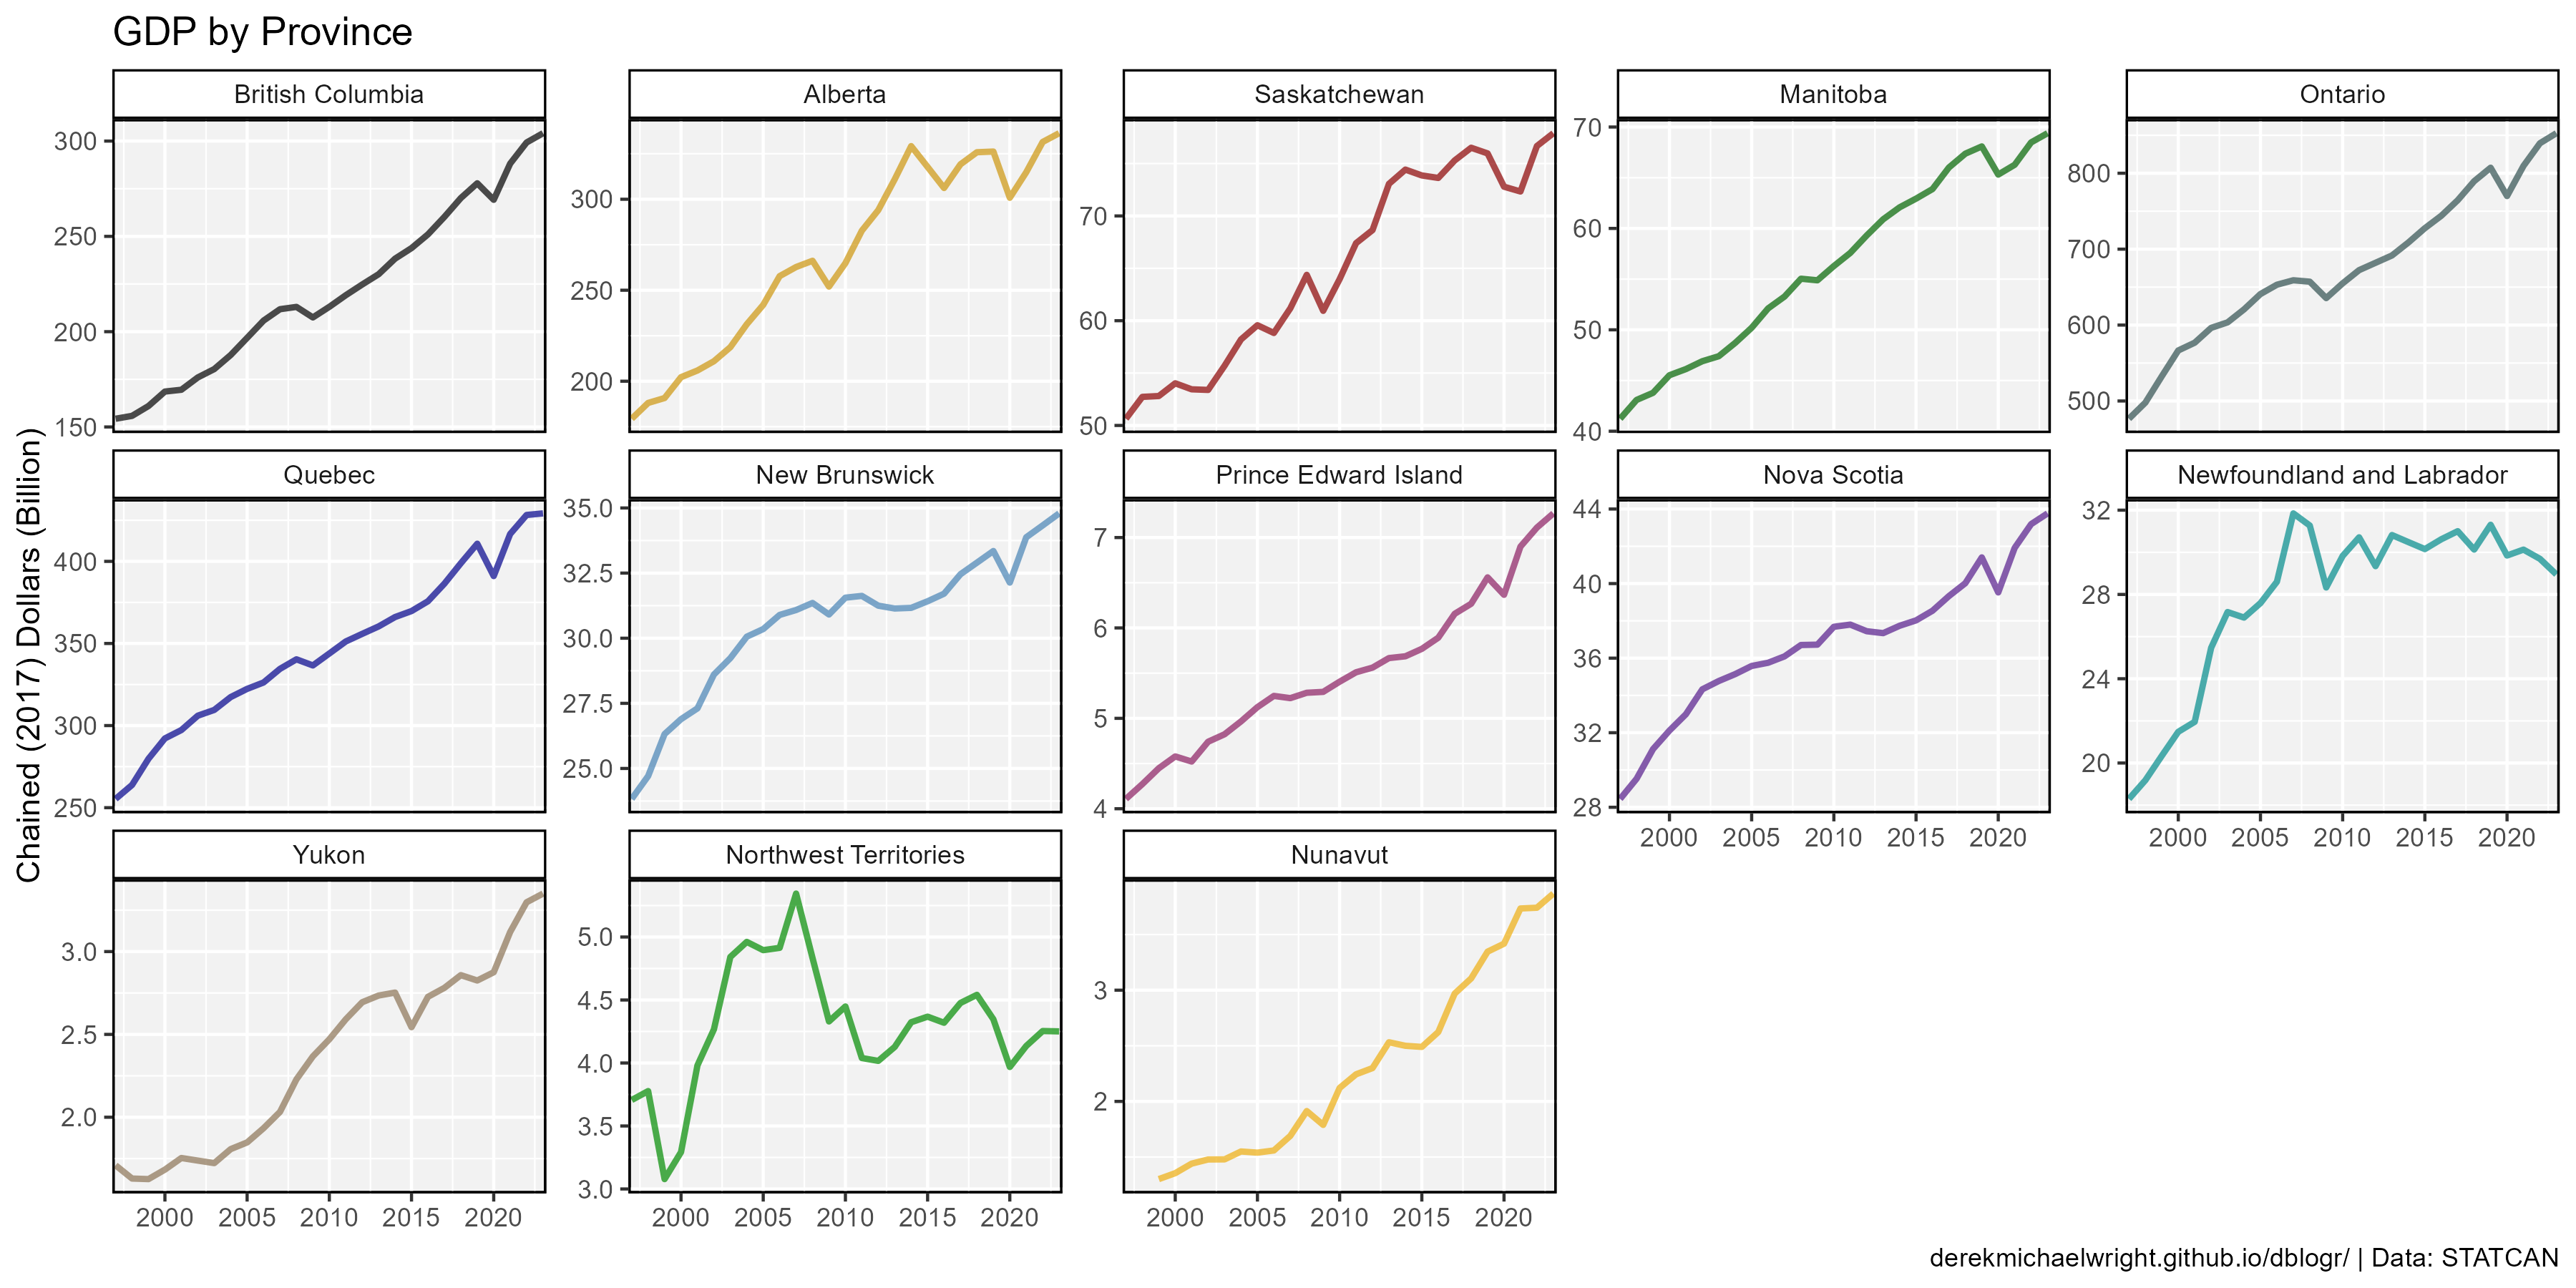 GDP by Province
Chained (2017) Dollars (Billion)
British Columbia
300
250
200
150
Alberta
300
250
200
Saskatchewan
70
60
50
Manitoba
70
60
50
40
Ontario
800
700
600
500
Quebec
400
350
300
250
New Brunswick
35.0
32.5
30.0
27.5
25.0
Prince Edward Island
7
6
5
4
Nova Scotia
44
40
36
32
28
2000 2005 2010 2015 2020
Newfoundland and Labrador
32
28
24
20
2000 2005 2010 2015 2020
Yukon
3.0
2.5
2.0
2000 2005 2010 2015 2020
Northwest Territories
5.0
4.5
4.0
3.5
3.0
2000 2005 2010 2015 2020
Nunavut
3
2
2000 2005 2010 2015 2020
derekmichaelwright.github.io/dblogr/ | Data: STATCAN